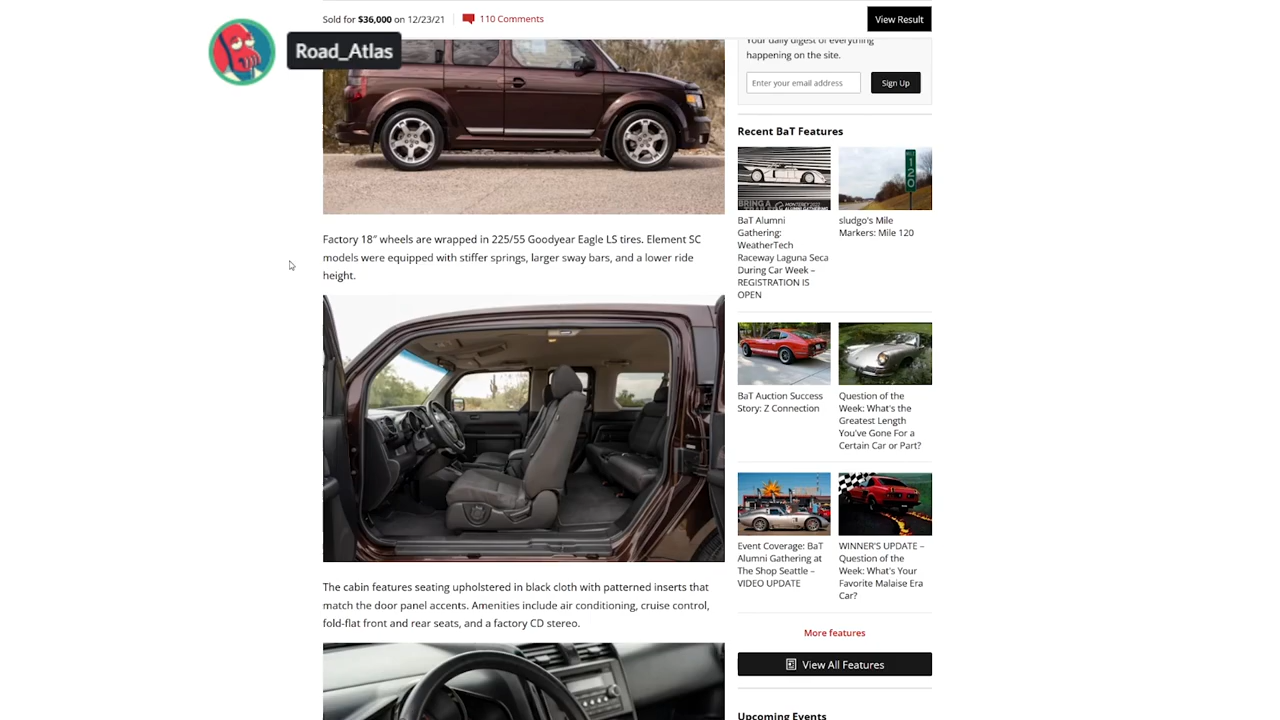 Sold for $36,000 on 12/23/21
110 Comments
View Result
Road_Atlas
Your daily digest of everything
happening on the site.
Enter your email address
Sign Up
Recent BaT Features
BaT Alumni
Gathering:
WeatherTech
Raceway Laguna Seca
During Car Week –
REGISTRATION IS
OPEN
sludgo's Mile
Markers: Mile 120
Factory 18″ wheels are wrapped in 225/55 Goodyear Eagle LS tires. Element SC
models were equipped with stiffer springs, larger sway bars, and a lower ride
height.
BaT Auction Success
Story: Z Connection
Question of the
Week: What's the
Greatest Length
You've Gone For a
Certain Car or Part?
Event Coverage: BaT
Alumni Gathering at
The Shop Seattle –
VIDEO UPDATE
WINNER'S UPDATE –
Question of the
Week: What's Your
Favorite Malaise Era
Car?
The cabin features seating upholstered in black cloth with patterned inserts that
match the door panel accents. Amenities include air conditioning, cruise control,
fold-flat front and rear seats, and a factory CD stereo.
More features
View All Features
Upcoming Events